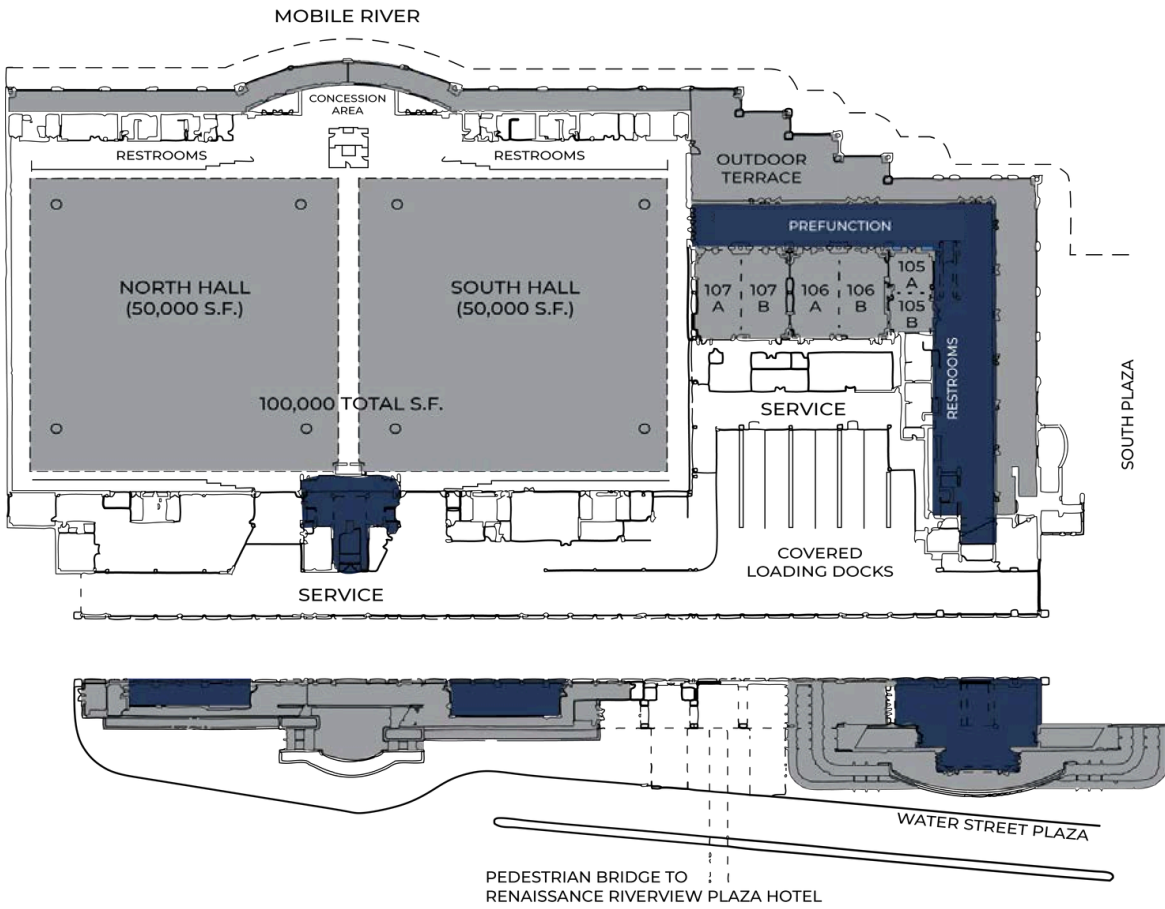 MOBILE RIVER
CONCESSION
AREA
RESTROOMS
RESTROOMS
OUTDOOR
TERRACE
PREFUNCTION
NORTH HALL
(50,000 S.F.)
SOUTH HALL
(50,000 S.F.)
107
A
107
B
106
A
106
B
105
A
105
B
RESTROOMS
SOUTH PLAZA
100,000 TOTAL S.F.
SERVICE
COVERED
LOADING DOCKS
SERVICE
WATER STREET PLAZA
PEDESTRIAN BRIDGE TO
RENAISSANCE RIVERVIEW PLAZA HOTEL